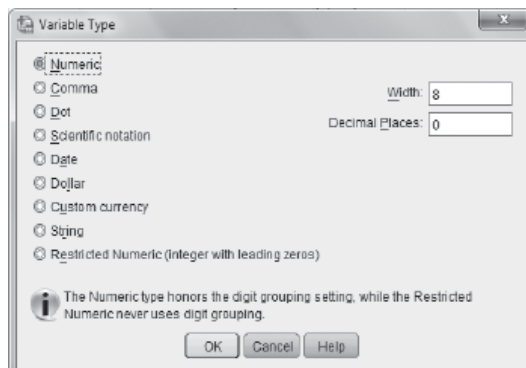 Variable Type
x
Numeric
Comma
Dot
Scientific notation
Date
Dollar
Custom currency
String
Restricted Numeric (integer with leading zeros)
Width: 8
Decimal Places: 0
The Numeric type honors the digit grouping setting, while the Restricted
Numeric never uses digit grouping.
OK Cancel Help